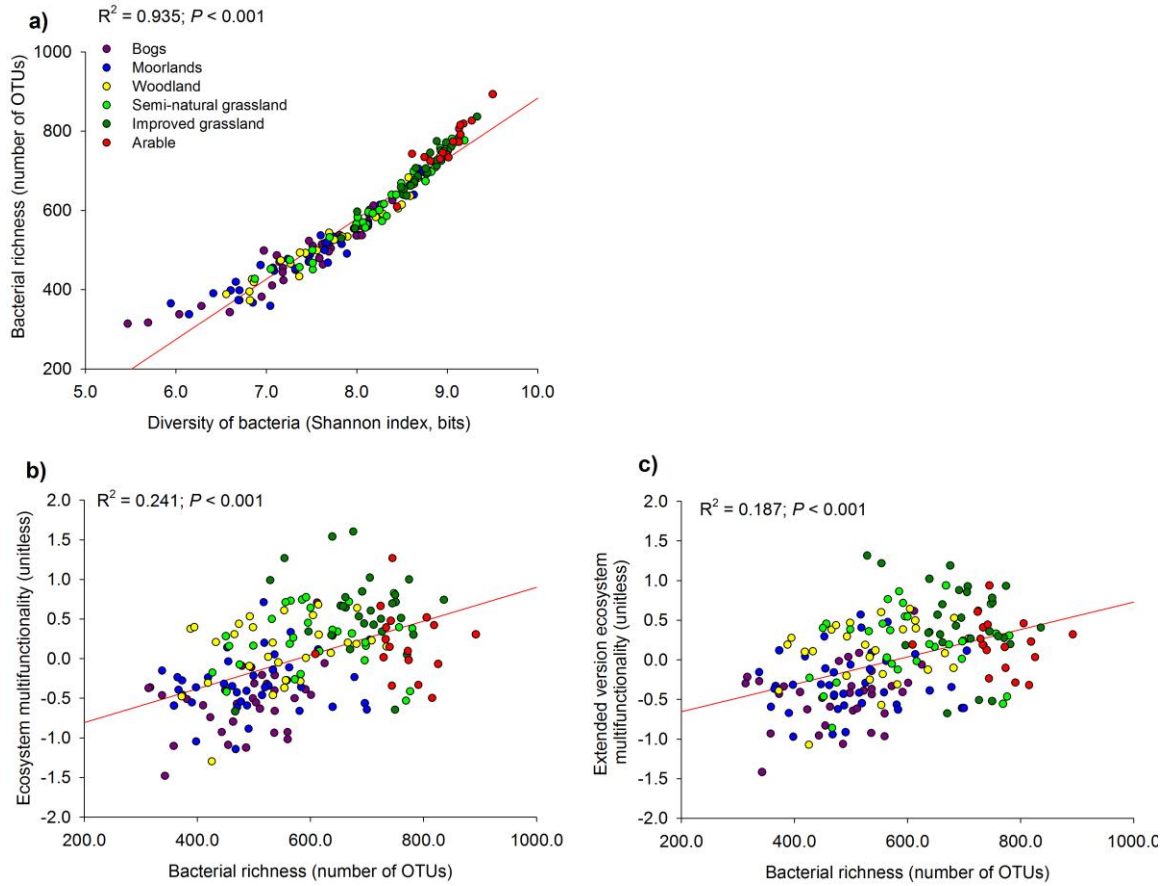 a)
R² = 0.935; P < 0.001
Bogs
Moorlands
Woodland
Semi-natural grassland
Improved grassland
Arable
Bacterial richness (number of OTUs)
1000
800
600
400
200
5.0 6.0 7.0 8.0 9.0 10.0
Diversity of bacteria (Shannon index, bits)
b)
R² = 0.241; P < 0.001
Ecosystem multifunctionality (unitless)
2.0
1.5
1.0
0.5
0.0
-0.5
-1.0
-1.5
-2.0
200.0 400.0 600.0 800.0 1000.0
Bacterial richness (number of OTUs)
c)
R² = 0.187; P < 0.001
Extended version ecosystem
multifunctionality (unitless)
2.0
1.5
1.0
0.5
0.0
-0.5
-1.0
-1.5
-2.0
200.0 400.0 600.0 800.0 1000.0
Bacterial richness (number of OTUs)